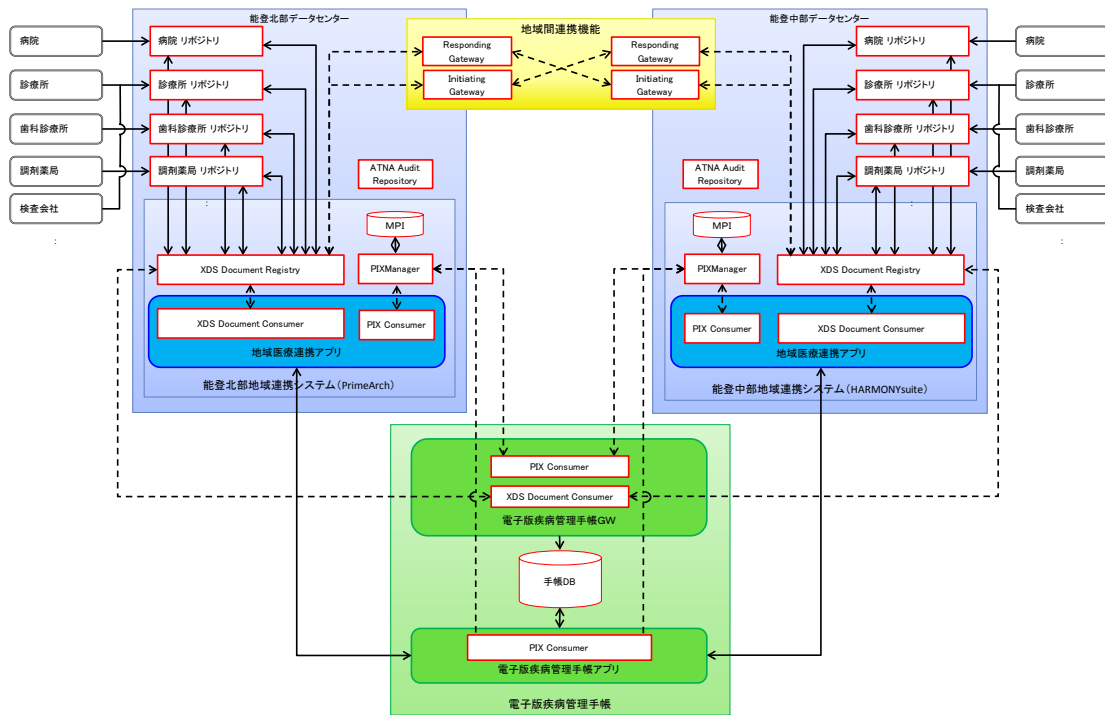 能登北部データセンター
病院
診療所
歯科診療所
調剤薬局
検査会社
:
病院 リポジトリ
診療所 リポジトリ
歯科診療所 リポジトリ
調剤薬局 リポジトリ
:
ATNA Audit
Repository
MPI
XDS Document Registry
PIXManager
XDS Document Consumer
PIX Consumer
地域医療連携アプリ
能登北部地域連携システム（PrimeArch）
地域間連携機能
Responding
Gateway
Responding
Gateway
Initiating
Gateway
Initiating
Gateway
能登中部データセンター
病院 リポジトリ
診療所 リポジトリ
歯科診療所 リポジトリ
調剤薬局 リポジトリ
:
病院
診療所
歯科診療所
調剤薬局
検査会社
:
ATNA Audit
Repository
MPI
PIXManager
XDS Document Registry
PIX Consumer
XDS Document Consumer
地域医療連携アプリ
能登中部地域連携システム（HARMONYsuite）
PIX Consumer
XDS Document Consumer
電子版疾病管理手帳GW
手帳DB
PIX Consumer
電子版疾病管理手帳アプリ
電子版疾病管理手帳